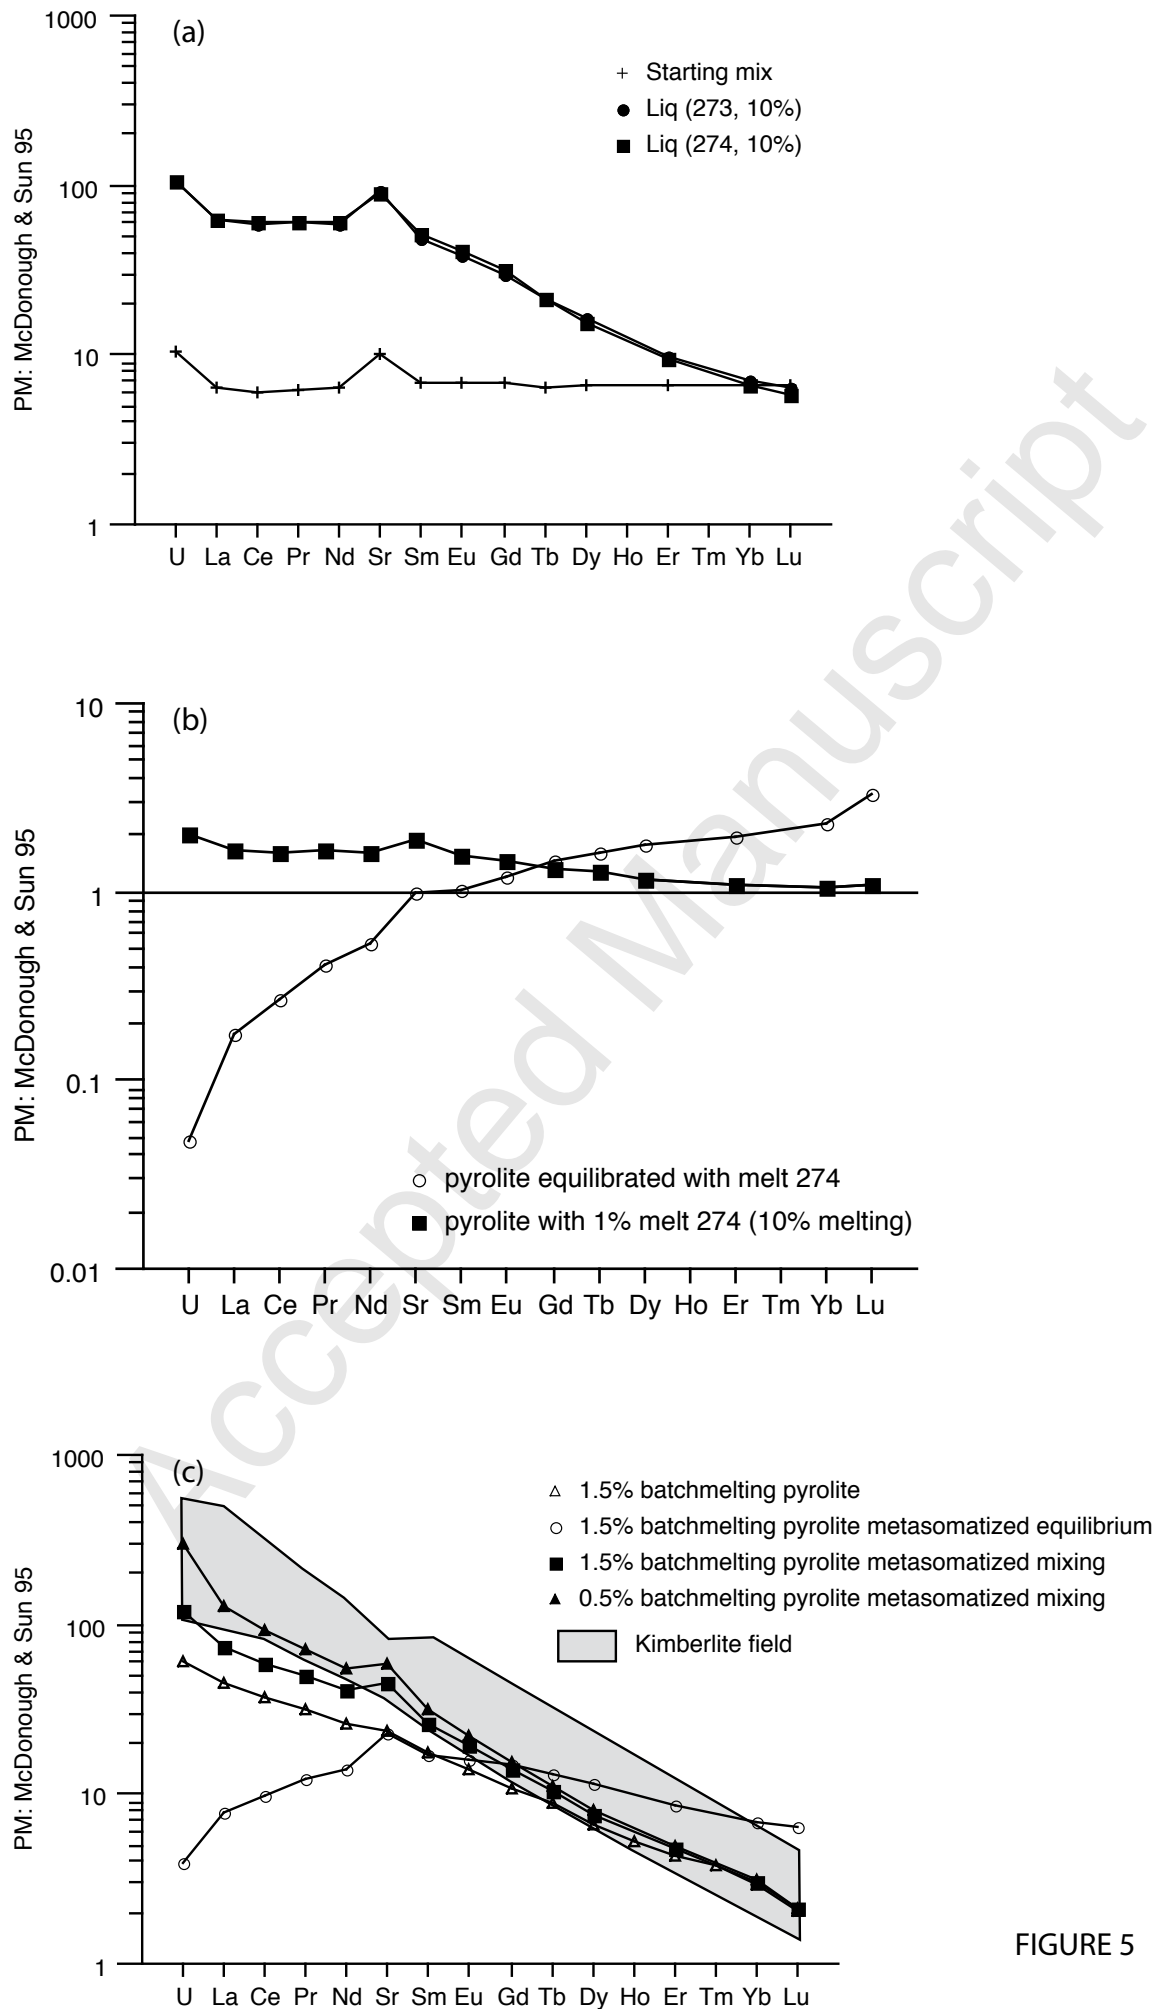 (a)
1000
100
10
1
PM: McDonough & Sun 95
Starting mix
Liq (273, 10%)
Liq (274, 10%)
U La Ce Pr Nd Sr Sm Eu Gd Tb Dy Ho Er Tm Yb Lu
(b)
10
1
0.1
0.01
PM: McDonough & Sun 95
pyrolite equilibrated with melt 274
pyrolite with 1% melt 274 (10% melting)
U La Ce Pr Nd Sr Sm Eu Gd Tb Dy Ho Er Tm Yb Lu
(c)
1000
100
10
1
PM: McDonough & Sun 95
1.5% batchmelting pyrolite
1.5% batchmelting pyrolite metasomatized equilibrium
1.5% batchmelting pyrolite metasomatized mixing
0.5% batchmelting pyrolite metasomatized mixing
Kimberlite field
U La Ce Pr Nd Sr Sm Eu Gd Tb Dy Ho Er Tm Yb Lu
FIGURE 5
Accepted Manuscript